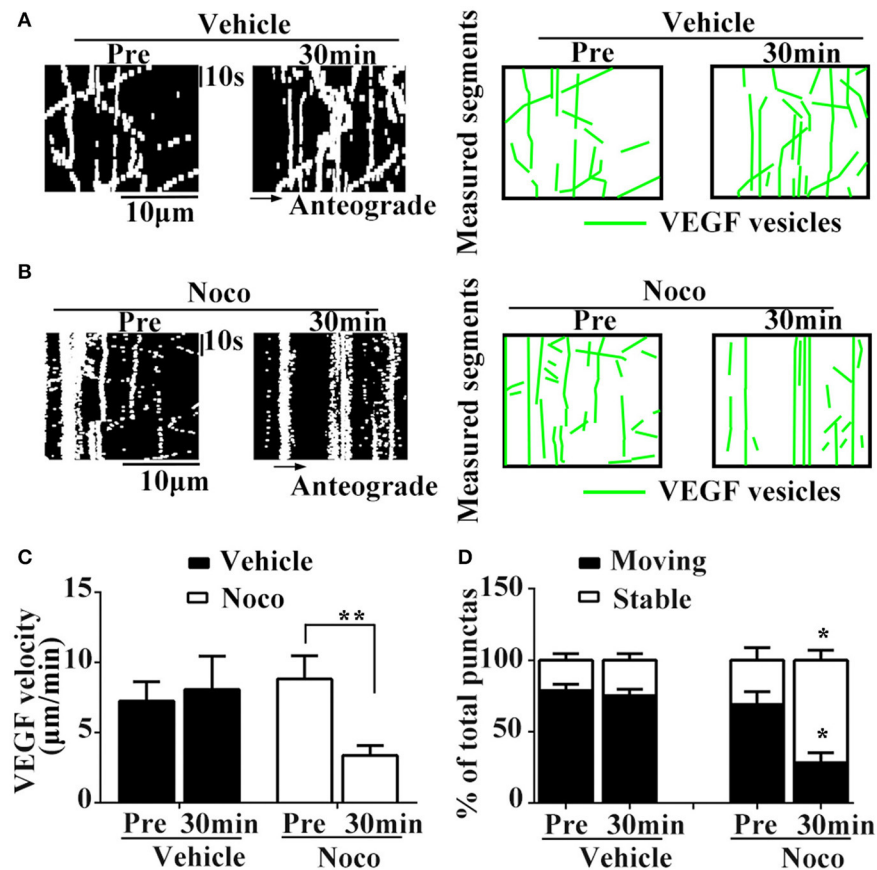 A
Vehicle
Pre 30min
10s
10µm
Anteograde
Vehicle
Pre 30min
Measured segments
VEGF vesicles
B
Noco
Pre 30min
10s
10µm
Anteograde
Noco
Pre 30min
Measured segments
VEGF vesicles
C
Vehicle
Noco
VEGF velocity
(µm/min)
15
10
5
0
**
Pre 30min Pre 30min
Vehicle Noco
D
Moving
Stable
% of total punctas
150
100
50
0
*
*
Pre 30min Pre 30min
Vehicle Noco